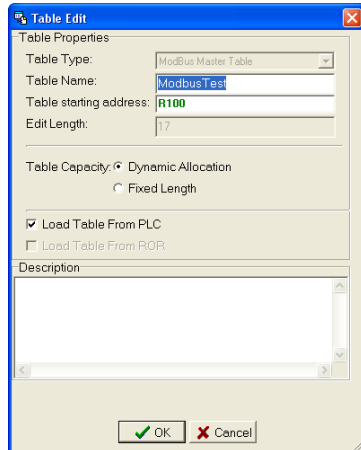 Table Edit
Table Properties
Table Type: ModBus Master Table
Table Name: ModbusTest
Table starting address: R100
Edit Length: 17
Table Capacity: Dynamic Allocation
Fixed Length
Load Table From PLC
Load Table From ROR
Description
OK Cancel